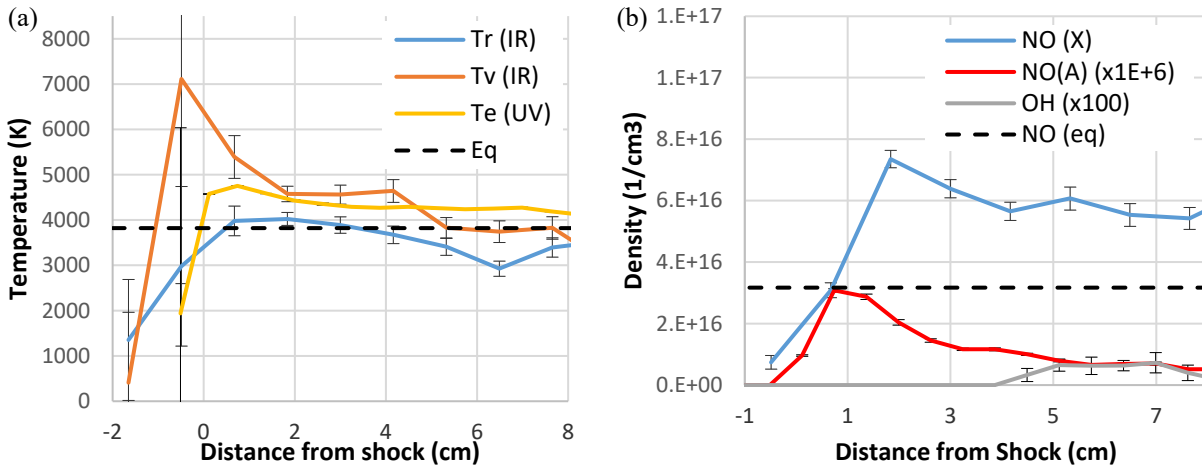 (a)
8000
7000
6000
5000
4000
3000
2000
1000
0
Temperature (K)
Tr (IR)
Tv (IR)
Te (UV)
Eq
-2
0
2
4
6
8
Distance from shock (cm)
(b)
1.E+17
1.E+17
8.E+16
6.E+16
4.E+16
2.E+16
0.E+00
Density (1/cm3)
NO (X)
NO(A) (x1E+6)
OH (x100)
NO (eq)
-1
1
3
5
7
Distance from Shock (cm)